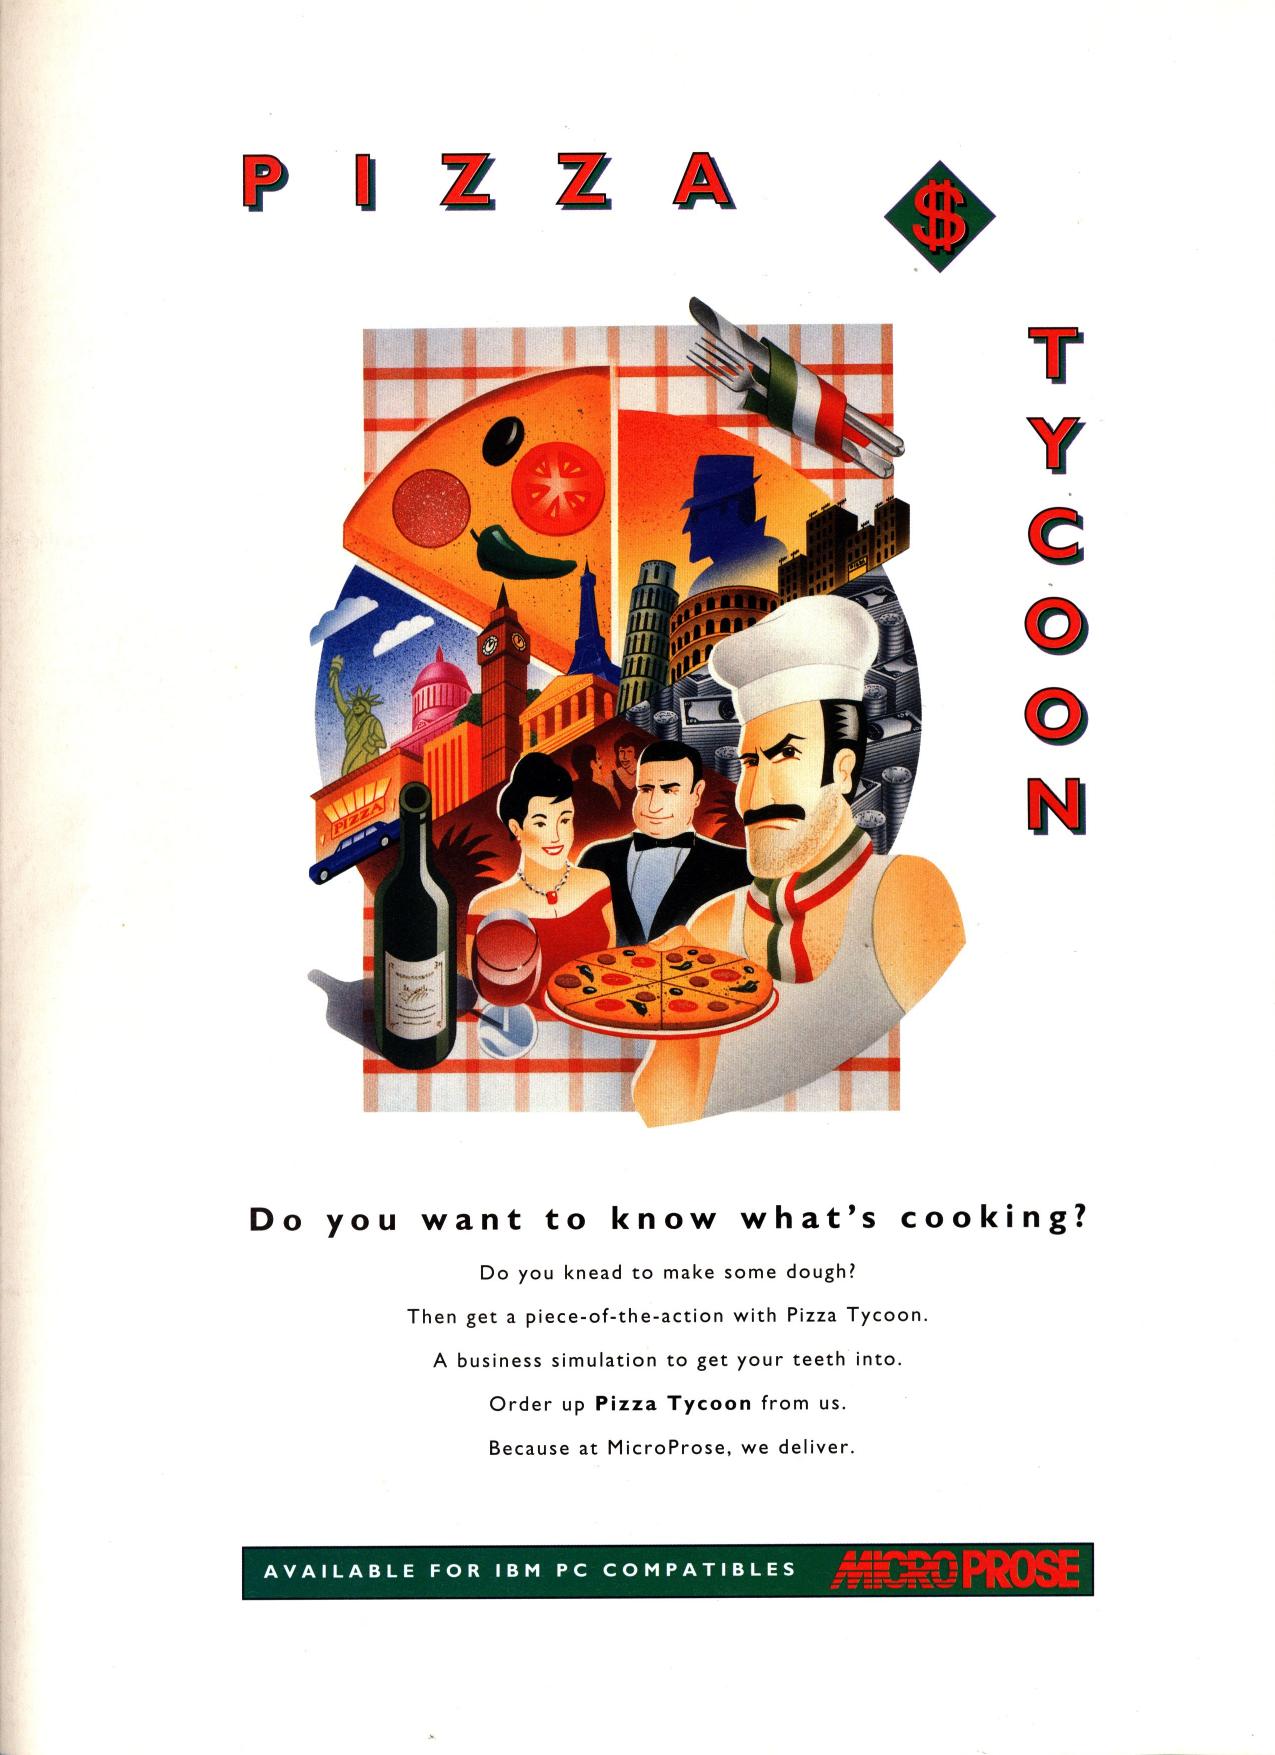 PIZZA
$
TYCOON
PIZZA
Do you want to know what's cooking?
Do you knead to make some dough?
Then get a piece-of-the-action with Pizza Tycoon.
A business simulation to get your teeth into.
Order up Pizza Tycoon from us.
Because at MicroProse, we deliver.
AVAILABLE FOR IBM PC COMPATIBLES
MICROPROSE